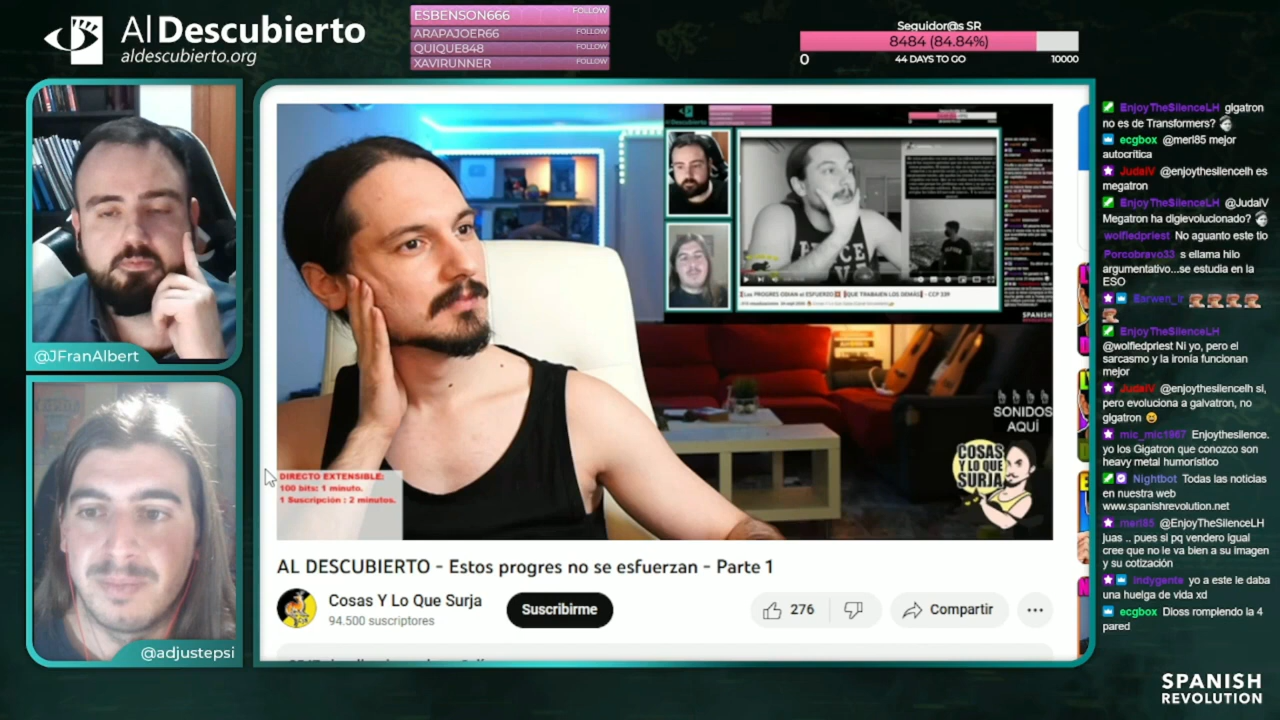 Al Descubierto
aldescubierto.org
ESBENSON666 FOLLOW
ARAPAJOER66 FOLLOW
QUIQUE848 FOLLOW
XAVIRUNNER FOLLOW
Seguidor@s SR
8484 (84.84%)
0 44 DAYS TO GO 10000
@JFranAlbert
@adjustepsi
SONIDOS
AQUÍ
COSAS
Y LO QUE
SURJA
DIRECTO EXTENSIBLE:
100 bits: 1 minuto.
1 Suscripción : 2 minutos.
AL DESCUBIERTO - Estos progres no se esfuerzan - Parte 1
Cosas Y Lo Que Surja
94.500 suscriptores
Suscribirme
276
Compartir
EnjoyTheSilenceLH gigatron
no es de Transformers?
ecgbox @merl85 mejor
autocrítica
JudaIV @enjoythesilencelh es
megatron
EnjoyTheSilenceLH @JudaIV
Megatron ha digievolucionado?
wolfiedpriest No aguanto este tio
Porcobravo33 s ellama hilo
argumentativo...se estudia en la
ESO
Earwen_lr
EnjoyTheSilenceLH
@wolfiedpriest Ni yo, pero el
sarcasmo y la ironía funcionan
mejor
JudaIV @enjoythesilencelh si,
pero evoluciona a galvatron, no
gigatron
mic_mic1967 Enjoythesilence.
yo los Gigatron que conozco son
heavy metal humorístico
Nightbot Todas las noticias
en nuestra web
www.spanishrevolution.net
merl85 @EnjoyTheSilenceLH
juas .. pues si pq vendero igual
cree que no le va bien a su imagen
y su cotización
indygente yo a este le daba
una huelga de vida xd
ecgbox Dioss rompiendo la 4
pared
SPANISH
REVOLUTION